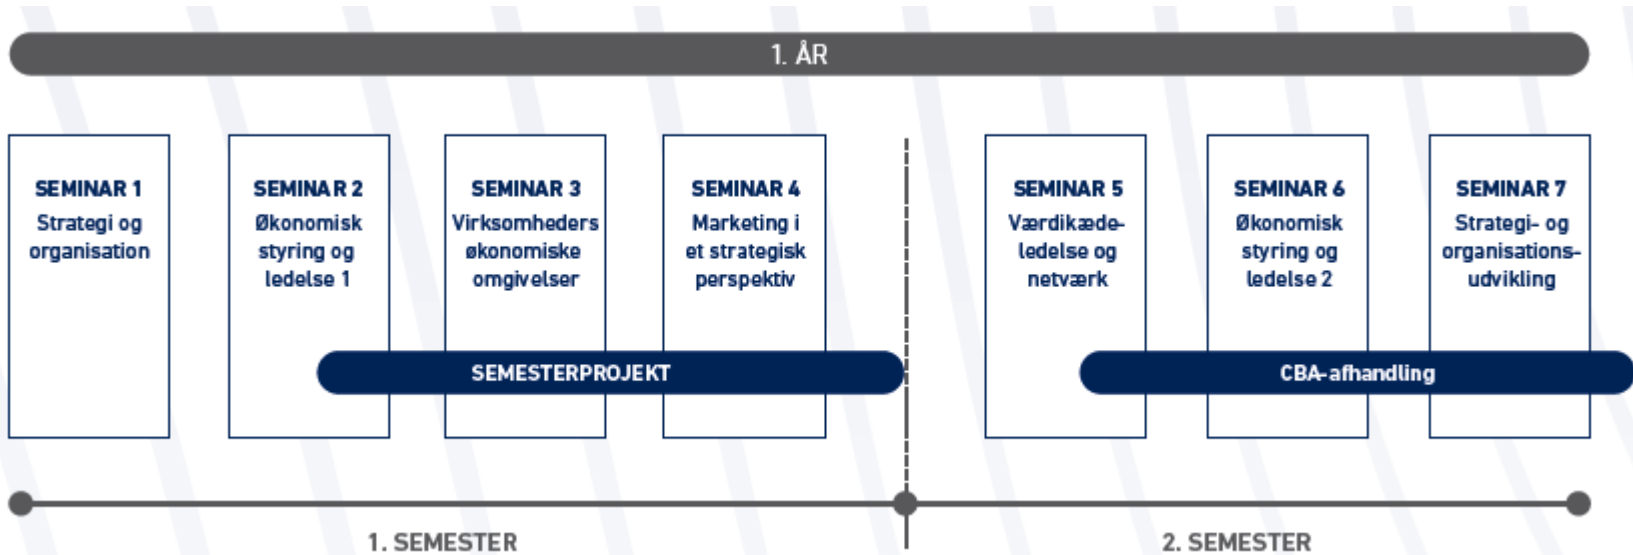 1. ÅR
SEMINAR 1
Strategi og
organisation
SEMINAR 2
Økonomisk
styring og
ledelse 1
SEMINAR 3
Virksomheders
økonomiske
omgivelser
SEMINAR 4
Marketing i
et strategisk
perspektiv
SEMINAR 5
Værdikæde-
ledelse og
netværk
SEMINAR 6
Økonomisk
styring og
ledelse 2
SEMINAR 7
Strategi- og
organisations-
udvikling
SEMESTERPROJEKT
CBA-afhandling
1. SEMESTER
2. SEMESTER